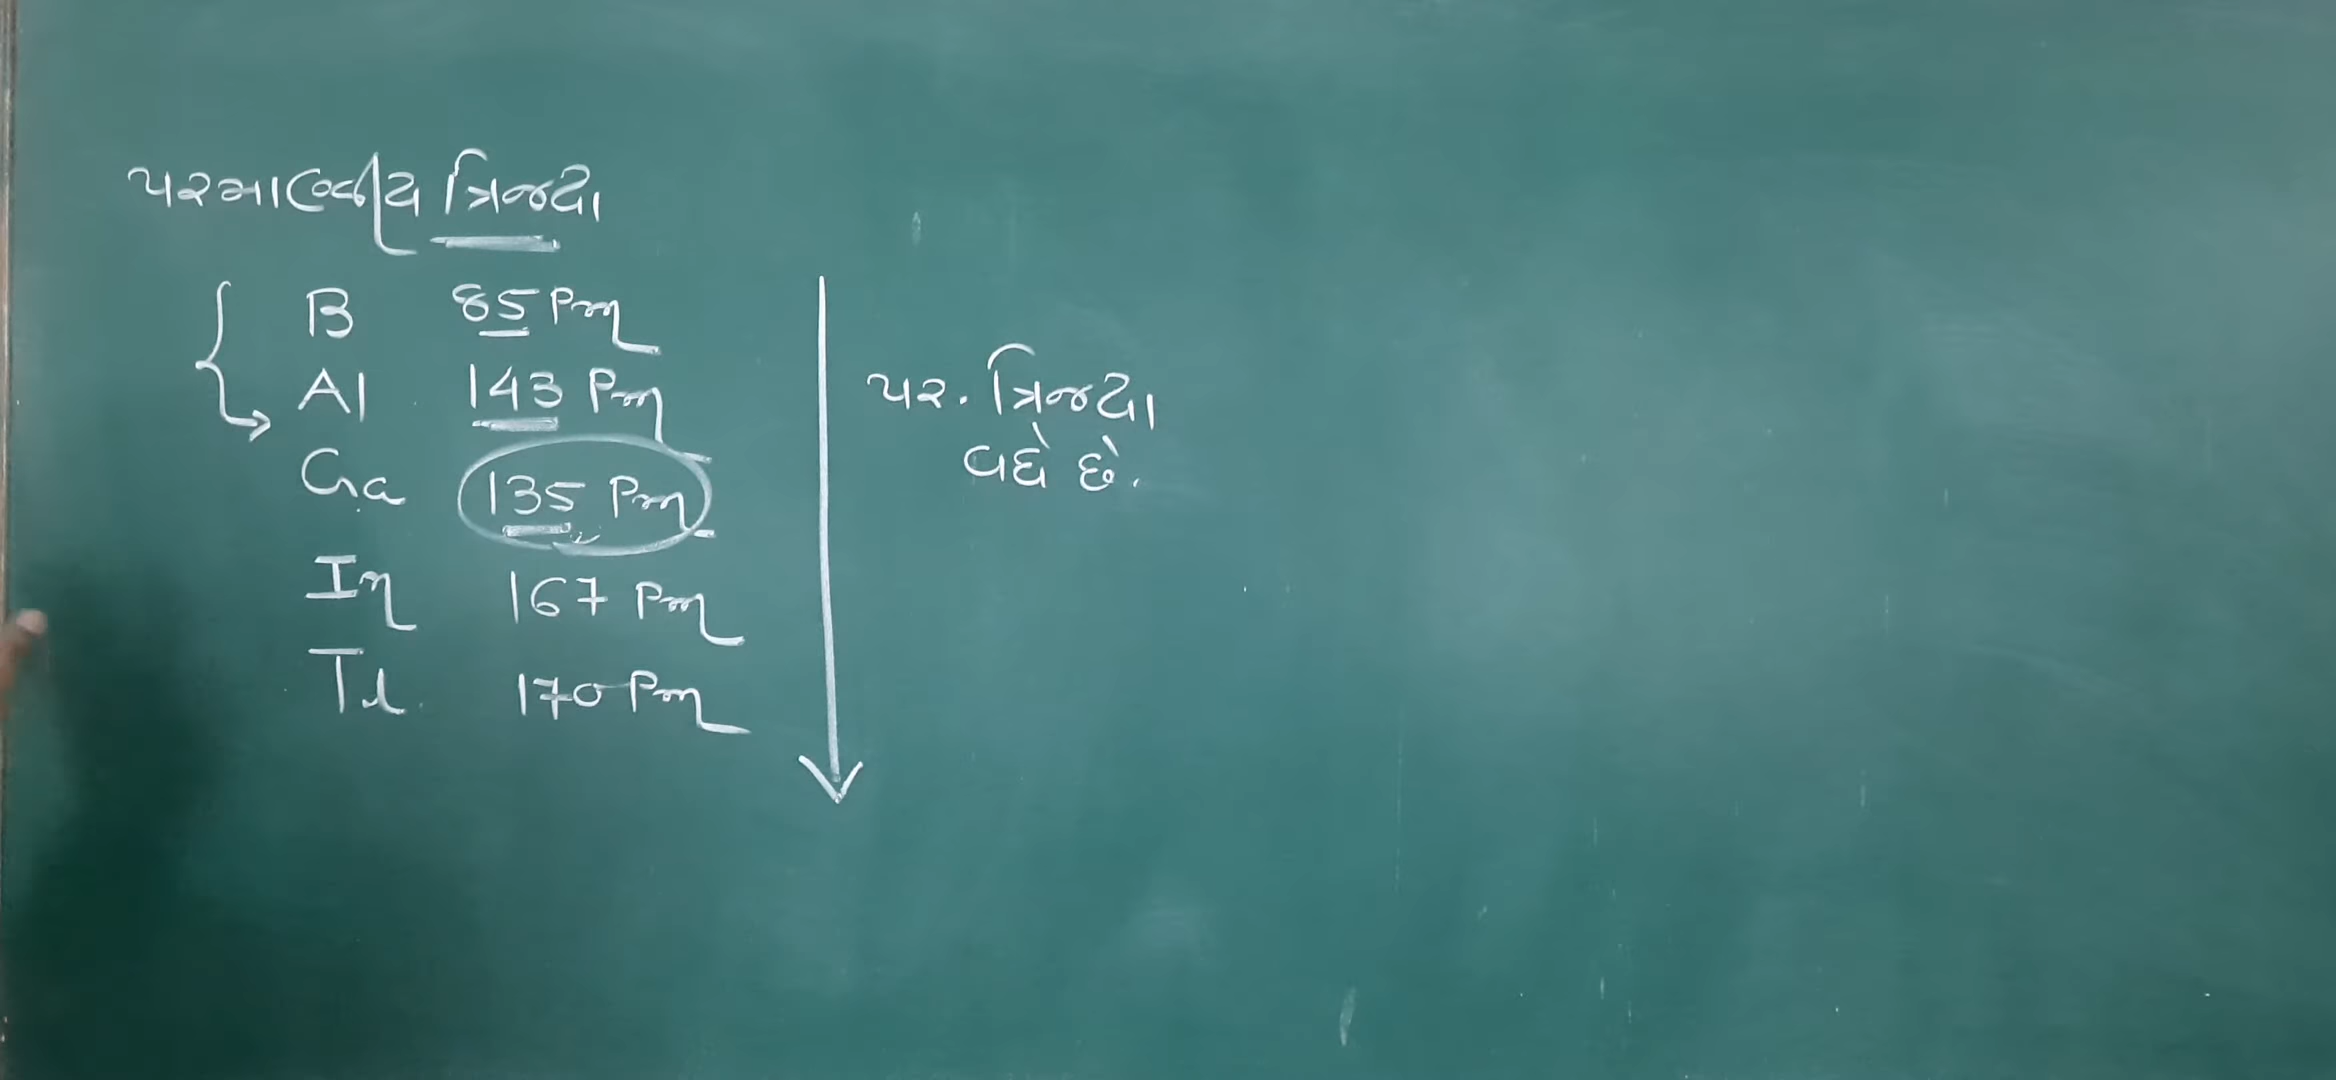 પરમાણ્વીય ત્રિજ્યા
B 85 Pm
Al 143 Pm
Ga 135 Pm
In 167 Pm
Tl 170 Pm
પર. ત્રિજ્યા
વધે છે.